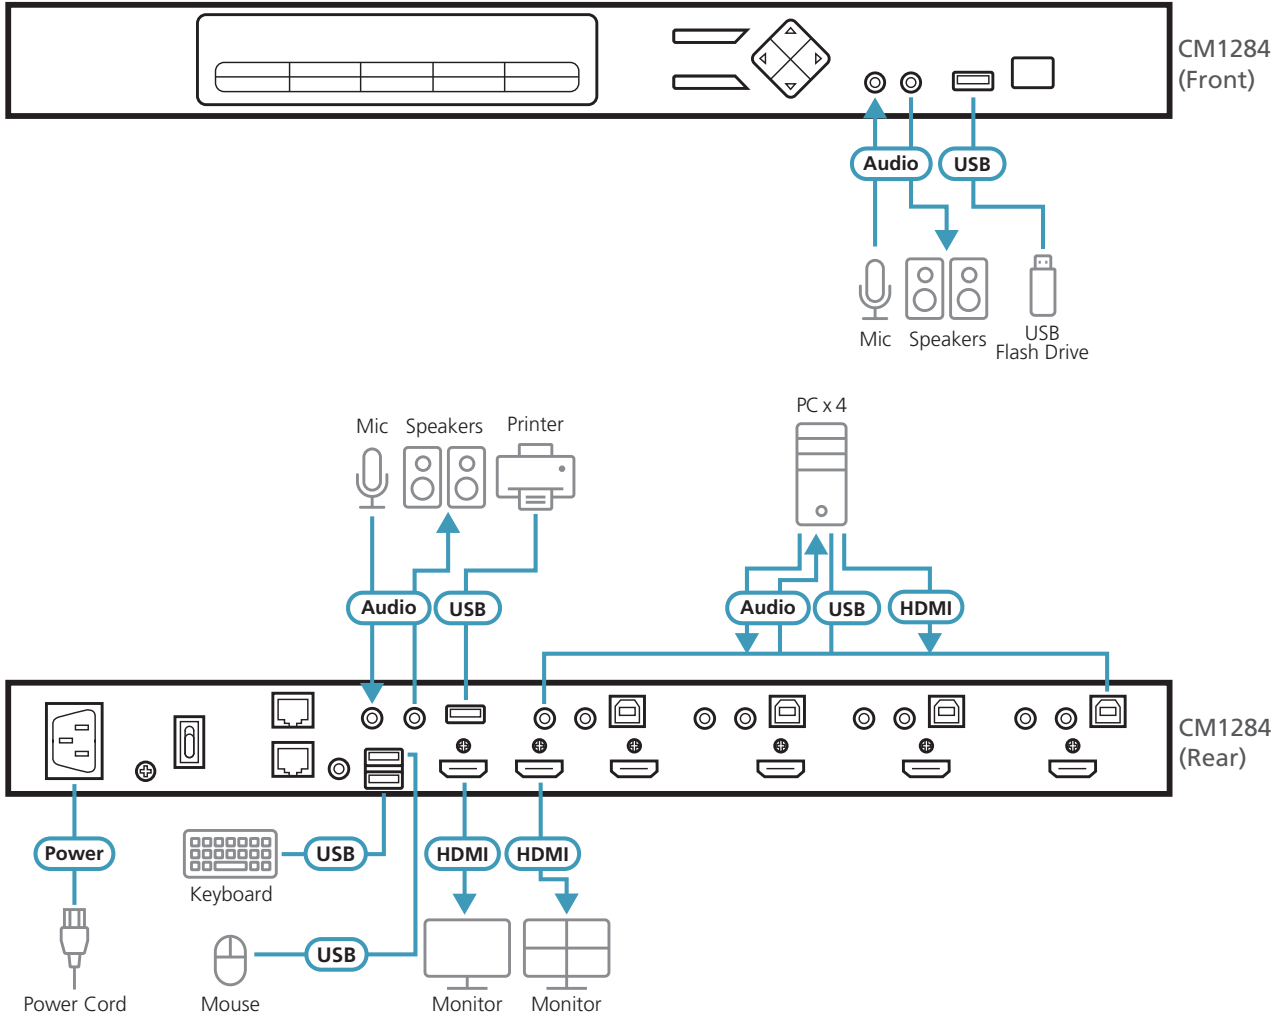 CM1284
(Front)
Audio
USB
Mic
Speakers
USB
Flash Drive
PC x 4
Mic
Speakers
Printer
Audio
USB
Audio
USB
HDMI
CM1284
(Rear)
Power
USB
HDMI
HDMI
Keyboard
USB
Power Cord
Mouse
Monitor
Monitor